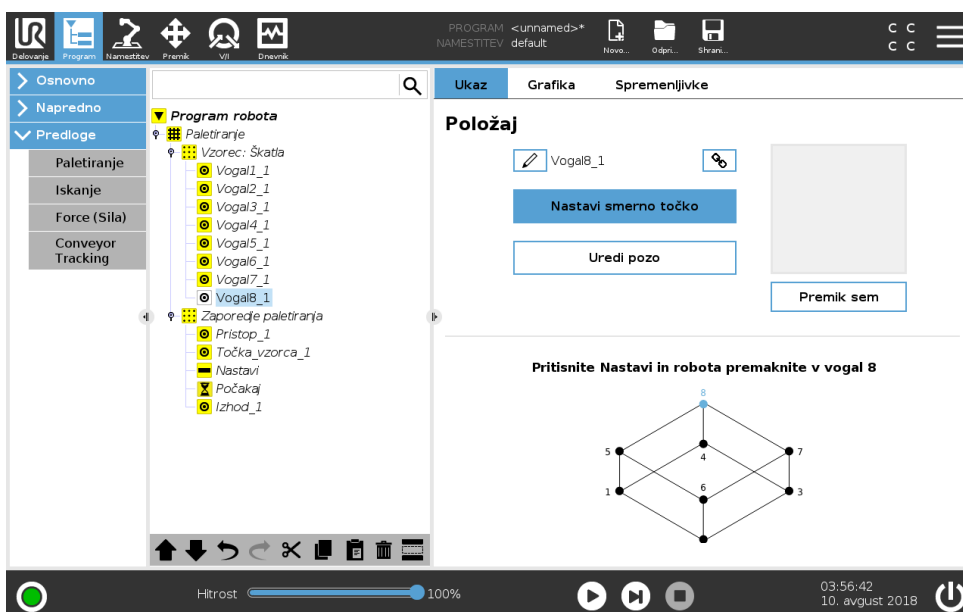 UR
PROGRAM <unnamed>*
NAMESTITEV default
Delovanje Program Namestitev Premik V/I Dnevnik Novo... Odpri... Shrani...
C C
C C
Osnovno
Napredno
Predloge
Paletiranje
Iskanje
Force (Sila)
Conveyor
Tracking
Program robota
Paletiranje
Vzorec: Škatla
Vogal1_1
Vogal2_1
Vogal3_1
Vogal4_1
Vogal5_1
Vogal6_1
Vogal7_1
Vogal8_1
Zaporedje paletiranja
Pristop_1
Točka_vzorca_1
Nastavi
Počakaj
Izhod_1
Ukaz Grafika Spremenljivke
Položaj
Vogal8_1
Nastavi smerno točko
Uredi pozo
Premik sem
Pritisnite Nastavi in robota premaknite v vogal 8
8
5 4 7
1 6 3
Hitrost 100%
03:56:42
10. avgust 2018